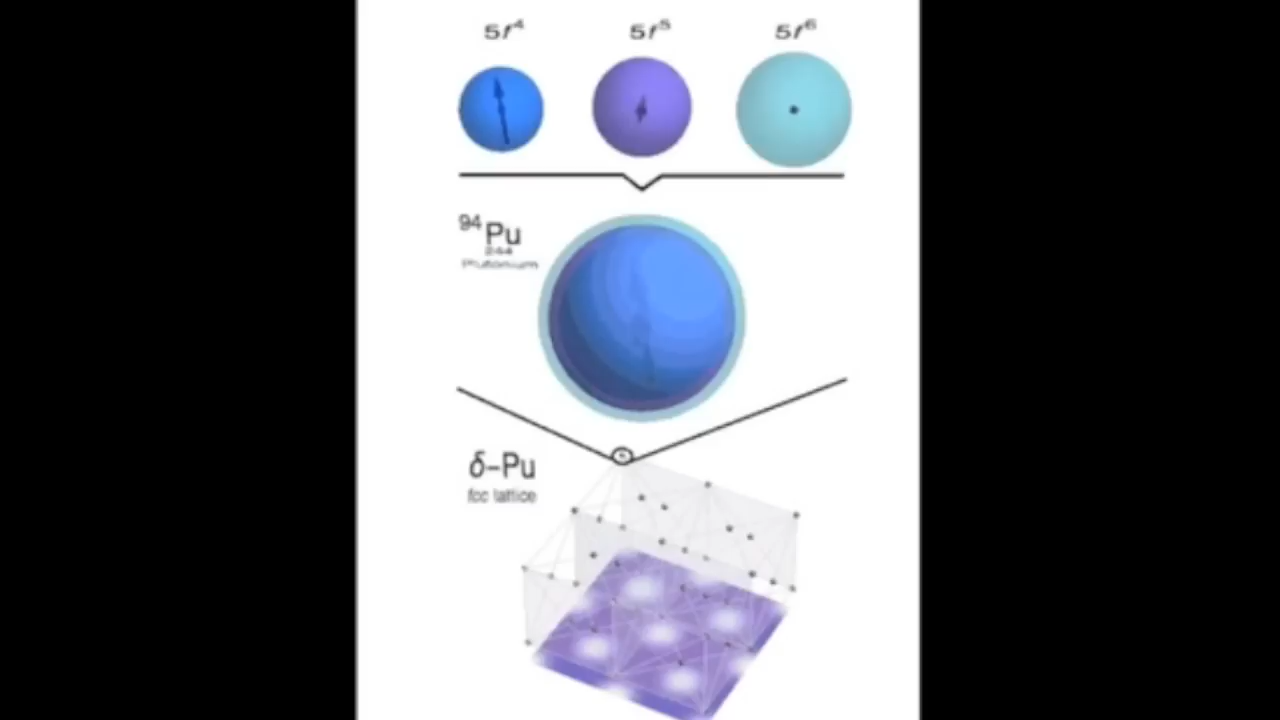 5f⁴ 5f⁵ 5f⁶
⁹⁴Pu
244
Plutonium
δ–Pu
fcc lattice